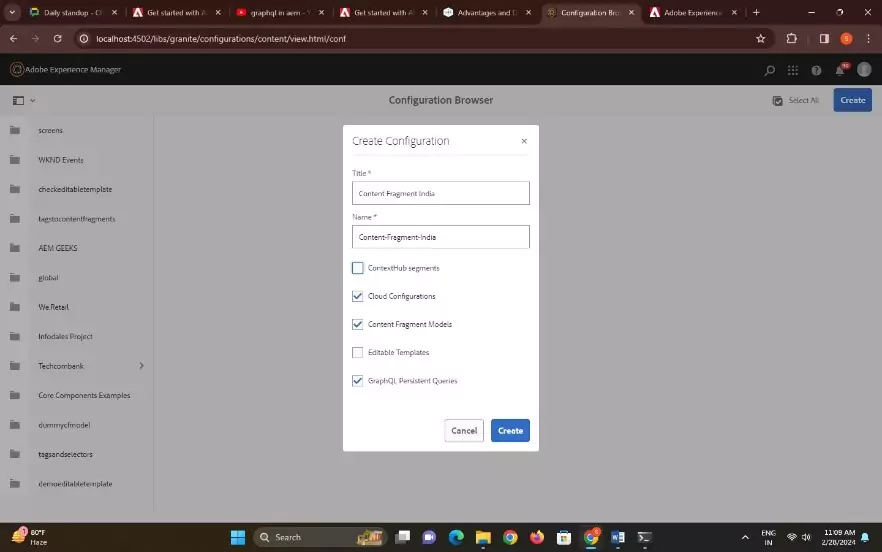 Daily standup - C
Get started with A
graphql in aem - Y
Get started with A
Advantages and D
Configuration Bro
Adobe Experience
localhost:4502/libs/granite/configurations/content/view.html/conf
S
Adobe Experience Manager
Configuration Browser
Select All
Create
screens
WKND Events
checkeditabletemplate
tagstocontentfragments
AEM GEEKS
global
We.Retail
Infodales Project
Techcombank
Core Components Examples
dummycfmodel
tagsandselectors
demoeditabletemplate
Create Configuration
Title *
Content Fragment India
Name *
Content-Fragment-India
ContextHub segments
Cloud Configurations
Content Fragment Models
Editable Templates
GraphQL Persistent Queries
Cancel
Create
80°F
Haze
Search
ENG
IN
11:09 AM
2/28/2024